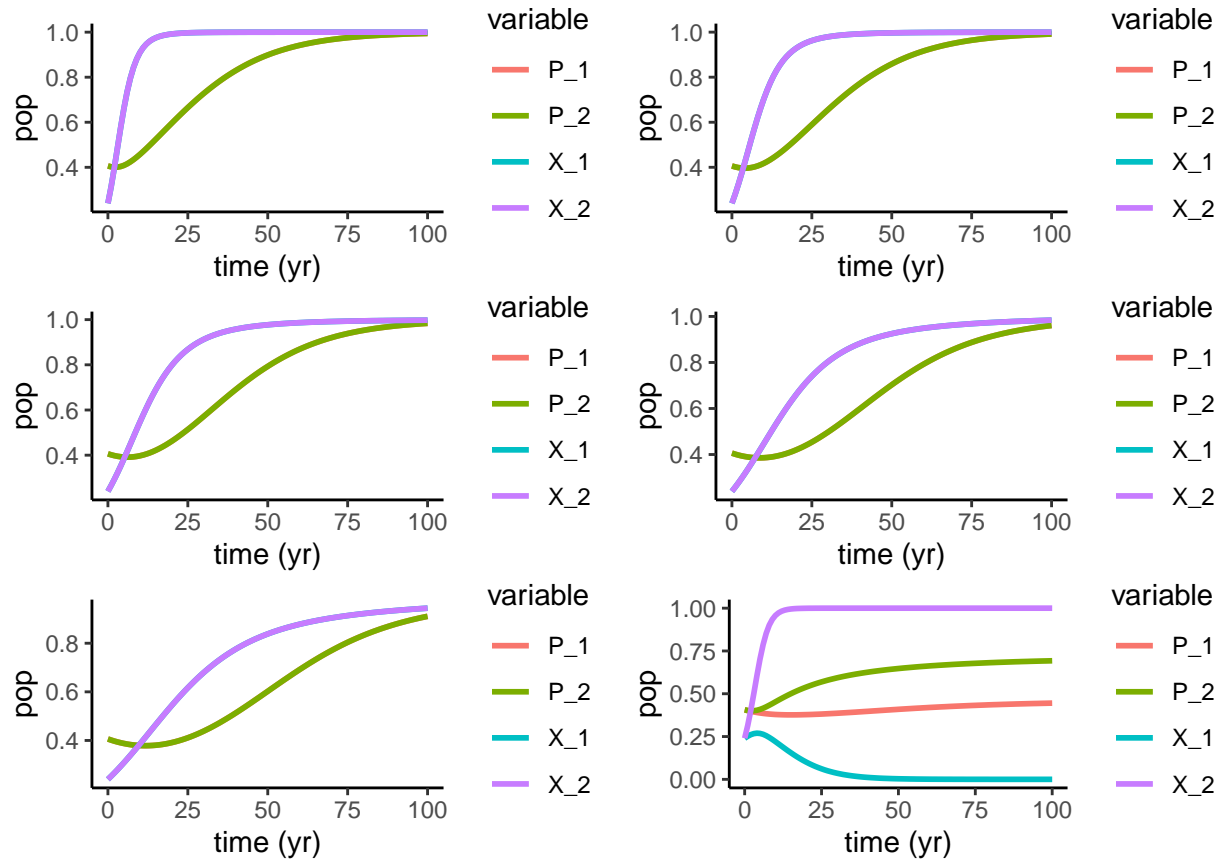 variable
1.0
0.8
0.6
0.4
pop
0 25 50 75 100
time (yr)
P_1
P_2
X_1
X_2
variable
1.0
0.8
0.6
0.4
pop
0 25 50 75 100
time (yr)
P_1
P_2
X_1
X_2
variable
1.0
0.8
0.6
0.4
pop
0 25 50 75 100
time (yr)
P_1
P_2
X_1
X_2
variable
1.0
0.8
0.6
0.4
pop
0 25 50 75 100
time (yr)
P_1
P_2
X_1
X_2
variable
0.8
0.6
0.4
pop
0 25 50 75 100
time (yr)
P_1
P_2
X_1
X_2
variable
1.00
0.75
0.50
0.25
0.00
pop
0 25 50 75 100
time (yr)
P_1
P_2
X_1
X_2